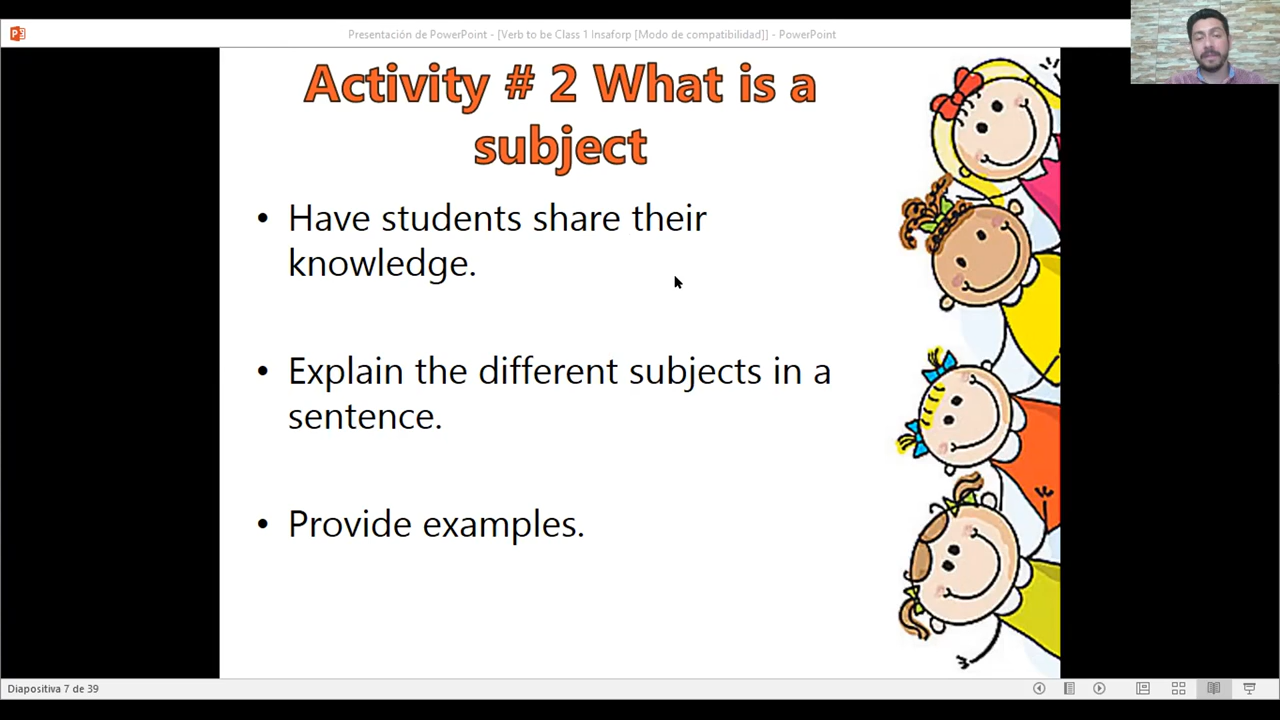 Presentación de PowerPoint - [Verb to be Class 1 Insaforp [Modo de compatibilidad]] - PowerPoint
Activity # 2 What is a
subject
• Have students share their
knowledge.
• Explain the different subjects in a
sentence.
• Provide examples.
Diapositiva 7 de 39